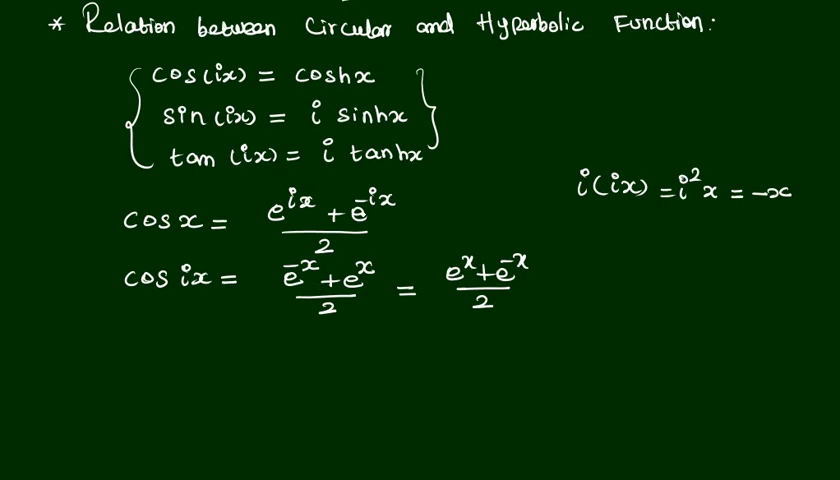 * Relation between Circular and Hyperbolic Function:
cos(ix) = coshx
sin(ix) = i sinhx
tan(ix) = i tanhx
i(ix) = i²x = -x
cosx = (e^{ix} + e^{-ix})/2
cos ix = (e^{-x} + e^{x})/2 = (e^{x} + e^{-x})/2